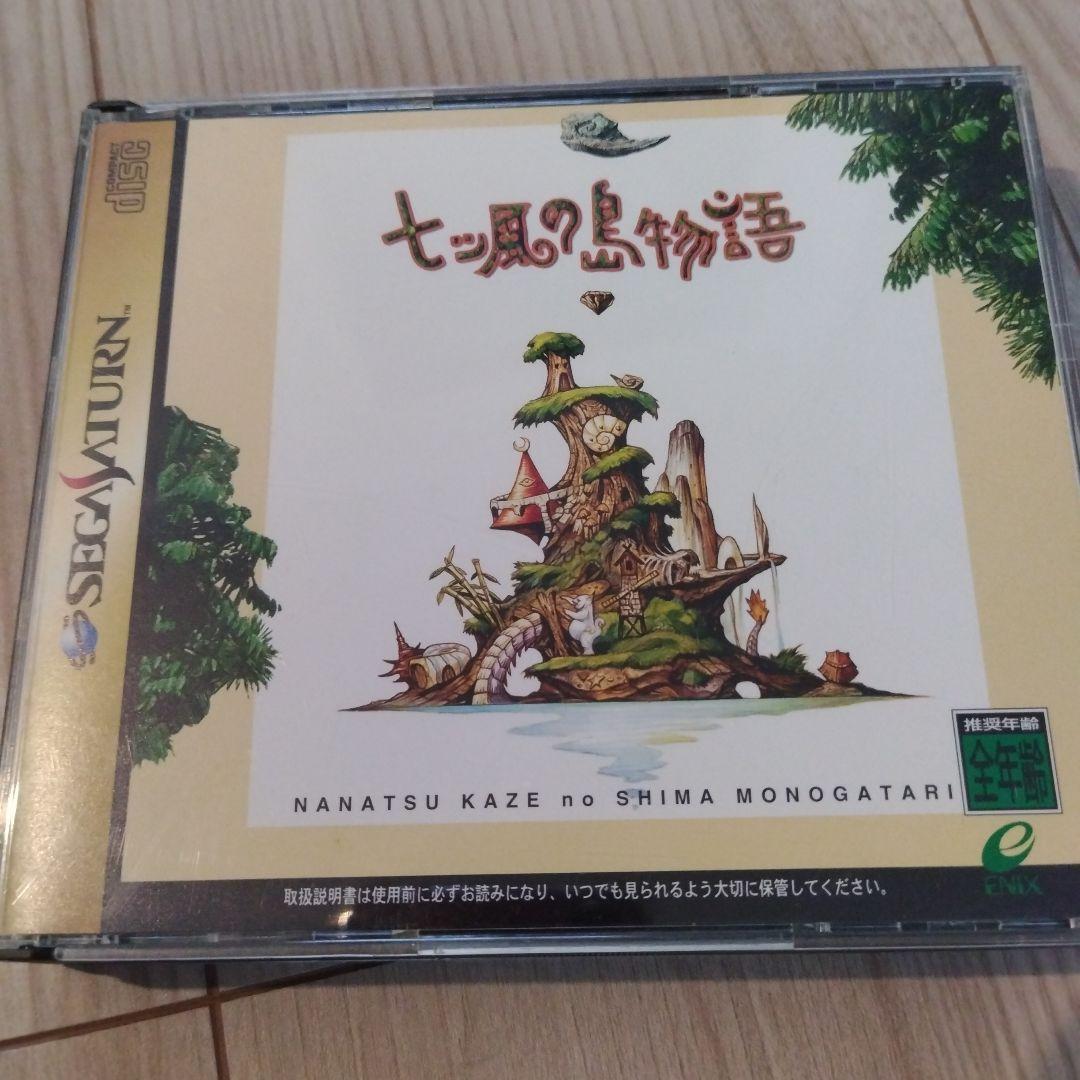 COMPACT
disc
SEGA SATURN™
七ツ風の島物語
NANATSU KAZE no SHIMA MONOGATARI
推奨年齢
全年齢
ENIX
取扱説明書は使用前に必ずお読みになり、いつでも見られるよう大切に保管してください。